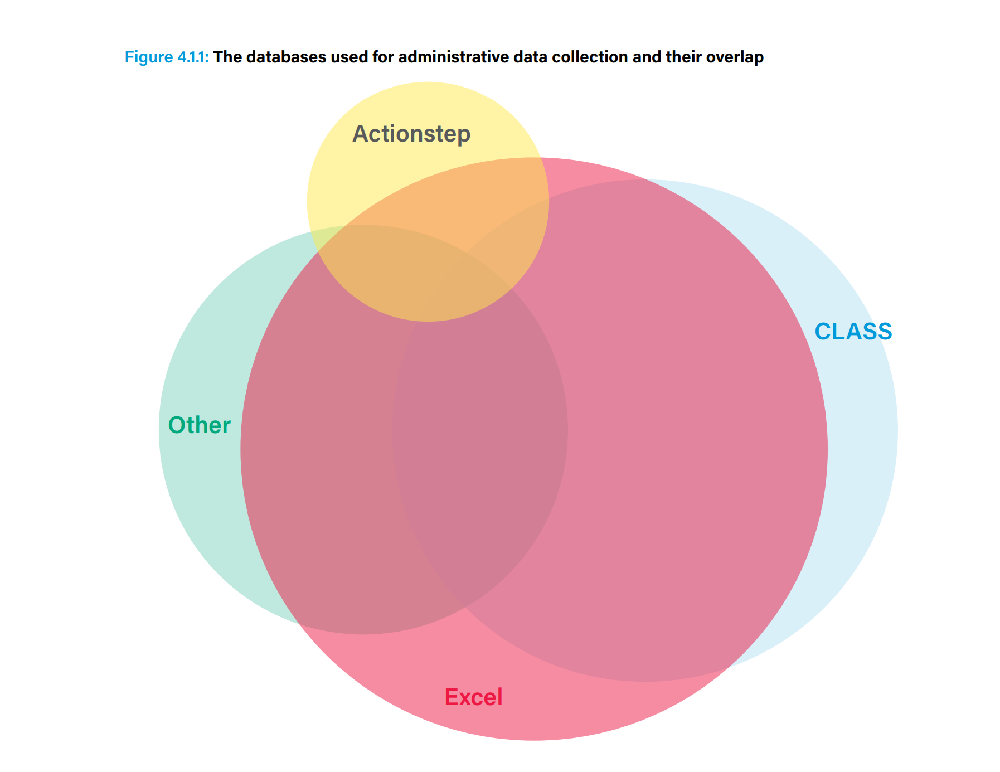 Figure 4.1.1: The databases used for administrative data collection and their overlap
Actionstep
CLASS
Other
Excel